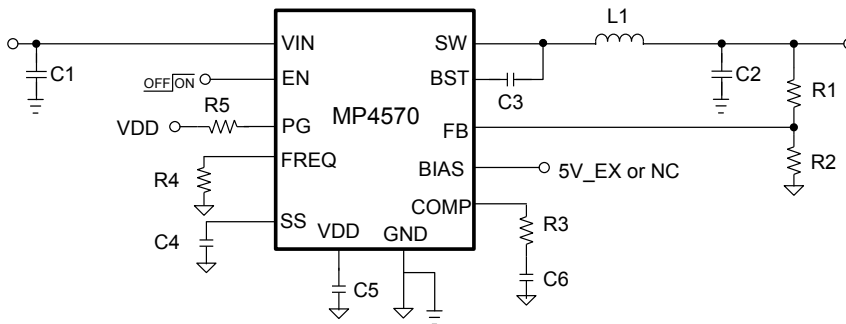 L1
VIN
SW
C1
OFF ON
EN
BST
C2
R1
C3
R5
MP4570
VDD
PG
FB
FREQ
BIAS
5V_EX or NC
R2
R4
COMP
SS
R3
C4
VDD
GND
C5
C6